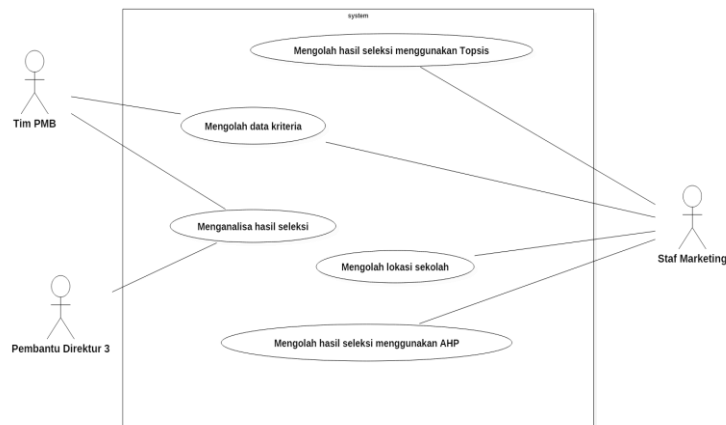 system
Mengolah hasil seleksi menggunakan Topsis
Tim PMB
Mengolah data kriteria
Menganalisa hasil seleksi
Mengolah lokasi sekolah
Staf Marketing
Pembantu Direktur 3
Mengolah hasil seleksi menggunakan AHP